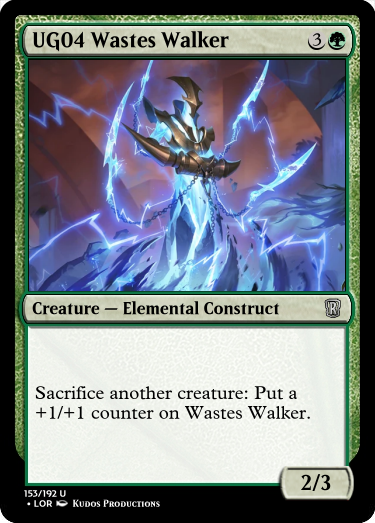 UG04 Wastes Walker 3
Creature — Elemental Construct
R
Sacrifice another creature: Put a
+1/+1 counter on Wastes Walker.
2/3
153/192 U
• LOR Kudos Productions